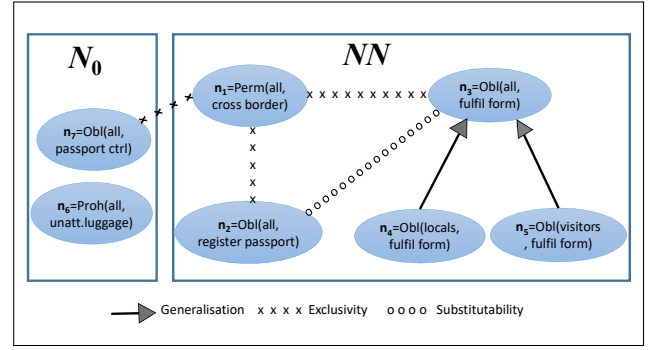 N₀
NN
n₁=Perm(all,
cross border)
n₃=Obl(all,
fulfil form)
n₇=Obl(all,
passport ctrl)
n₆=Proh(all,
unatt.luggage)
n₂=Obl(all,
register passport)
n₄=Obl(locals,
fulfil form)
n₅=Obl(visitors
, fulfil form)
Generalisation x x x x Exclusivity o o o o Substitutability